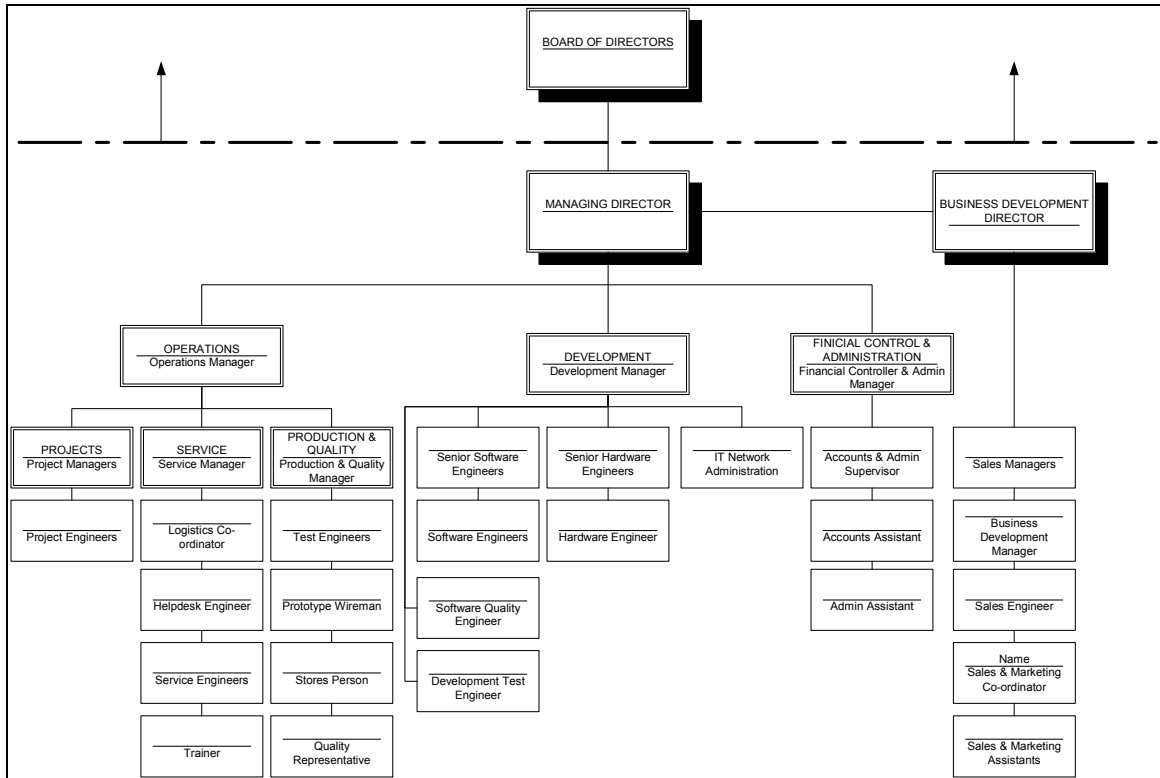 BOARD OF DIRECTORS
MANAGING DIRECTOR
BUSINESS DEVELOPMENT
DIRECTOR
OPERATIONS
Operations Manager
DEVELOPMENT
Development Manager
FINICIAL CONTROL &
ADMINISTRATION
Financial Controller & Admin
Manager
PROJECTS
Project Managers
SERVICE
Service Manager
PRODUCTION &
QUALITY
Production & Quality
Manager
Senior Software
Engineers
Senior Hardware
Engineers
IT Network
Administration
Accounts & Admin
Supervisor
Sales Managers
Project Engineers
Logistics Co-
ordinator
Test Engineers
Software Engineers
Hardware Engineer
Accounts Assistant
Business
Development
Manager
Helpdesk Engineer
Prototype Wireman
Software Quality
Engineer
Admin Assistant
Sales Engineer
Service Engineers
Stores Person
Development Test
Engineer
Name
Sales & Marketing
Co-ordinator
Trainer
Quality
Representative
Sales & Marketing
Assistants